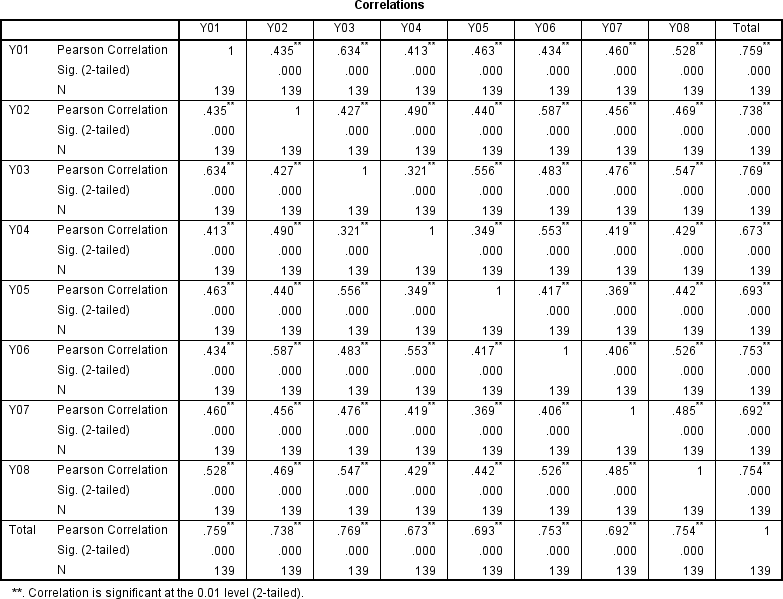 Correlations
Y01 Y02 Y03 Y04 Y05 Y06 Y07 Y08 Total
Y01 Pearson Correlation 1 .435** .634** .413** .463** .434** .460** .528** .759**
Sig. (2-tailed) .000 .000 .000 .000 .000 .000 .000 .000
N 139 139 139 139 139 139 139 139 139
Y02 Pearson Correlation .435** 1 .427** .490** .440** .587** .456** .469** .738**
Sig. (2-tailed) .000 .000 .000 .000 .000 .000 .000 .000
N 139 139 139 139 139 139 139 139 139
Y03 Pearson Correlation .634** .427** 1 .321** .556** .483** .476** .547** .769**
Sig. (2-tailed) .000 .000 .000 .000 .000 .000 .000 .000
N 139 139 139 139 139 139 139 139 139
Y04 Pearson Correlation .413** .490** .321** 1 .349** .553** .419** .429** .673**
Sig. (2-tailed) .000 .000 .000 .000 .000 .000 .000 .000
N 139 139 139 139 139 139 139 139 139
Y05 Pearson Correlation .463** .440** .556** .349** 1 .417** .369** .442** .693**
Sig. (2-tailed) .000 .000 .000 .000 .000 .000 .000 .000
N 139 139 139 139 139 139 139 139 139
Y06 Pearson Correlation .434** .587** .483** .553** .417** 1 .406** .526** .753**
Sig. (2-tailed) .000 .000 .000 .000 .000 .000 .000 .000
N 139 139 139 139 139 139 139 139 139
Y07 Pearson Correlation .460** .456** .476** .419** .369** .406** 1 .485** .692**
Sig. (2-tailed) .000 .000 .000 .000 .000 .000 .000 .000
N 139 139 139 139 139 139 139 139 139
Y08 Pearson Correlation .528** .469** .547** .429** .442** .526** .485** 1 .754**
Sig. (2-tailed) .000 .000 .000 .000 .000 .000 .000 .000
N 139 139 139 139 139 139 139 139 139
Total Pearson Correlation .759** .738** .769** .673** .693** .753** .692** .754** 1
Sig. (2-tailed) .000 .000 .000 .000 .000 .000 .000 .000
N 139 139 139 139 139 139 139 139 139
**. Correlation is significant at the 0.01 level (2-tailed).